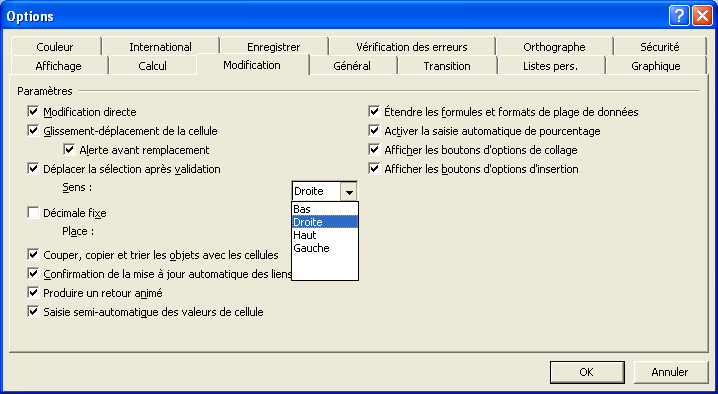 Options
Couleur International Enregistrer Vérification des erreurs Orthographe Sécurité
Affichage Calcul Modification Général Transition Listes pers. Graphique
Paramètres
Modification directe
Glissement-déplacement de la cellule
Alerte avant remplacement
Déplacer la sélection après validation
Sens : Droite
Bas
Droite
Haut
Gauche
Décimale fixe
Place :
Couper, copier et trier les objets avec les cellules
Confirmation de la mise à jour automatique des liens
Produire un retour animé
Saisie semi-automatique des valeurs de cellule
Étendre les formules et formats de plage de données
Activer la saisie automatique de pourcentage
Afficher les boutons d'options de collage
Afficher les boutons d'options d'insertion
OK Annuler